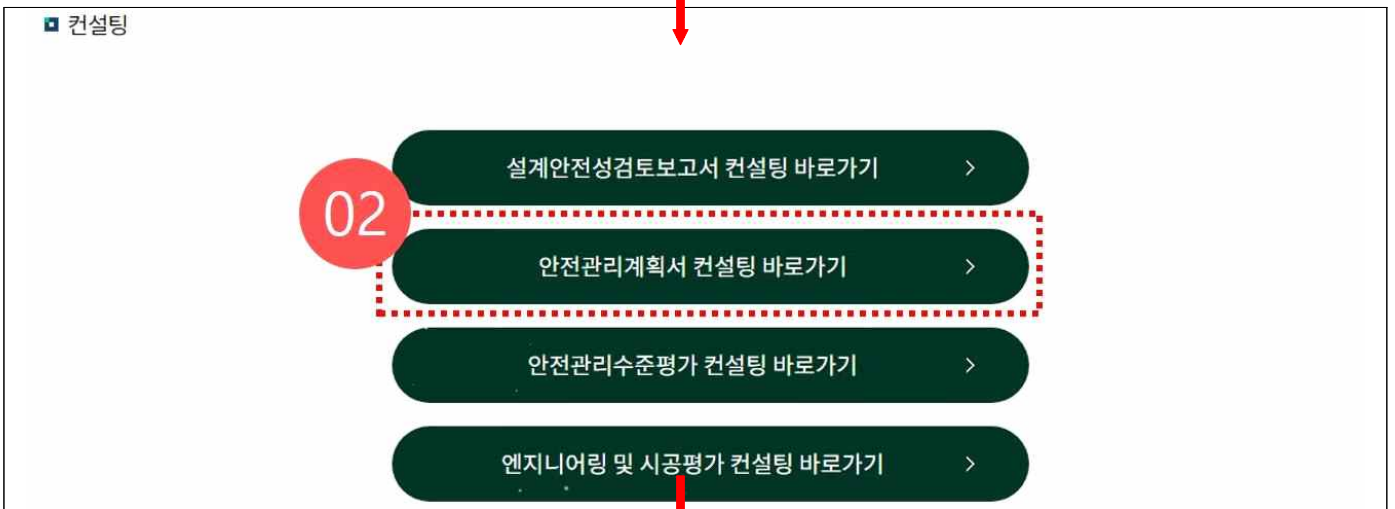 컨설팅
설계안전성검토보고서 컨설팅 바로가기
02
안전관리계획서 컨설팅 바로가기
안전관리수준평가 컨설팅 바로가기
엔지니어링 및 시공평가 컨설팅 바로가기